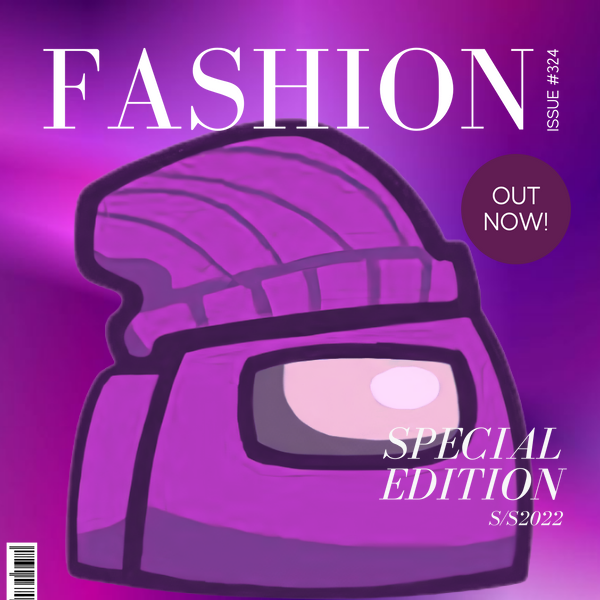 FASHION
ISSUE #324
OUT
NOW!
SPECIAL
EDITION
S/S2022